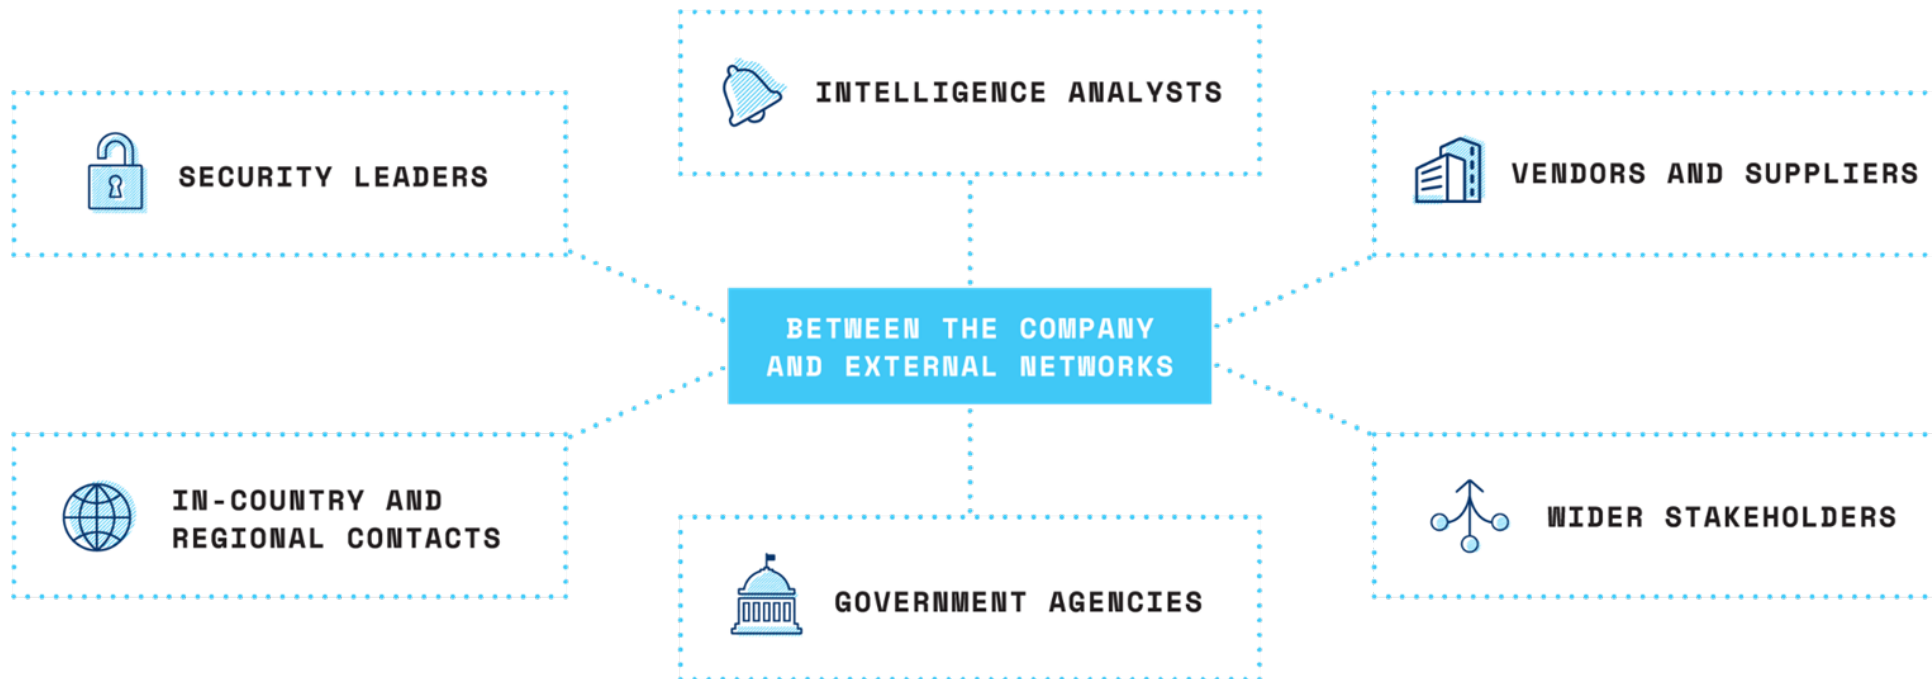 INTELLIGENCE ANALYSTS
SECURITY LEADERS
VENDORS AND SUPPLIERS
BETWEEN THE COMPANY
AND EXTERNAL NETWORKS
IN-COUNTRY AND
REGIONAL CONTACTS
WIDER STAKEHOLDERS
GOVERNMENT AGENCIES